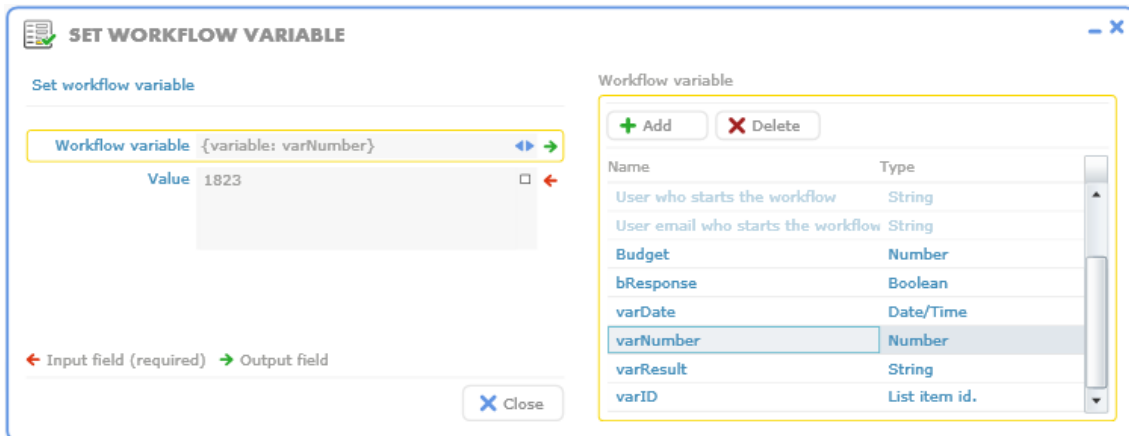 SET WORKFLOW VARIABLE
Set workflow variable
Workflow variable {variable: varNumber}
Value 1823
Input field (required) Output field
Close
Workflow variable
Add Delete
Name Type
User who starts the workflow String
User email who starts the workflow String
Budget Number
bResponse Boolean
varDate Date/Time
varNumber Number
varResult String
varID List item id.